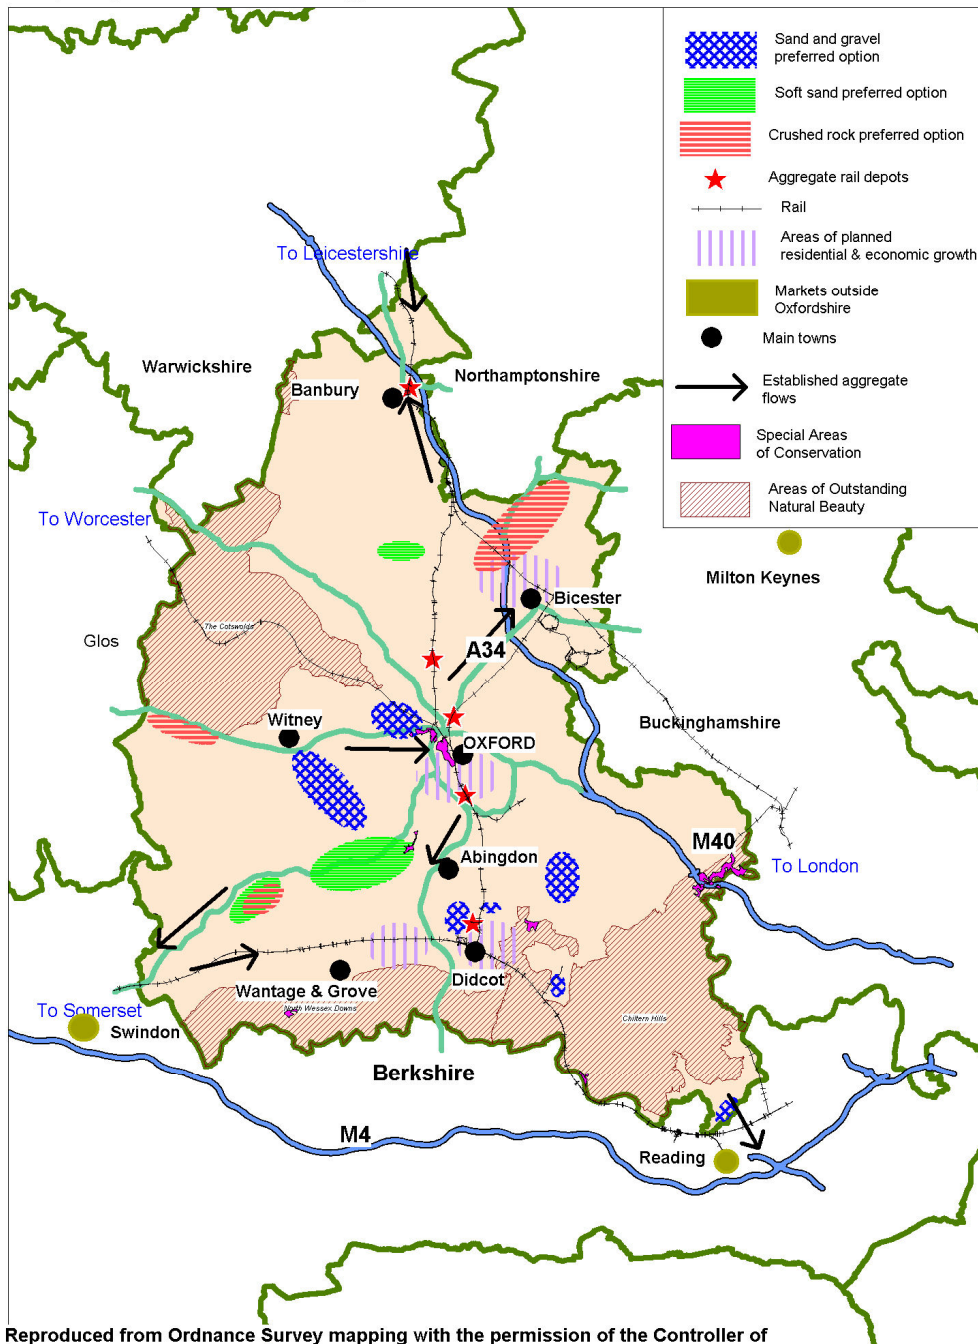 Sand and gravel
preferred option
Soft sand preferred option
Crushed rock preferred option
Aggregate rail depots
Rail
Areas of planned
residential & economic growth
Markets outside
Oxfordshire
Main towns
Established aggregate
flows
Special Areas
of Conservation
Areas of Outstanding
Natural Beauty
To Leicestershire
Warwickshire
Northamptonshire
Banbury
To Worcester
Milton Keynes
Bicester
The Cotswolds
Glos
A34
Witney
Buckinghamshire
OXFORD
M40
Abingdon
To London
Didcot
Wantage & Grove
North Wessex Downs
To Somerset
Chiltern Hills
Swindon
Berkshire
M4
Reading
Reproduced from Ordnance Survey mapping with the permission of the Controller of